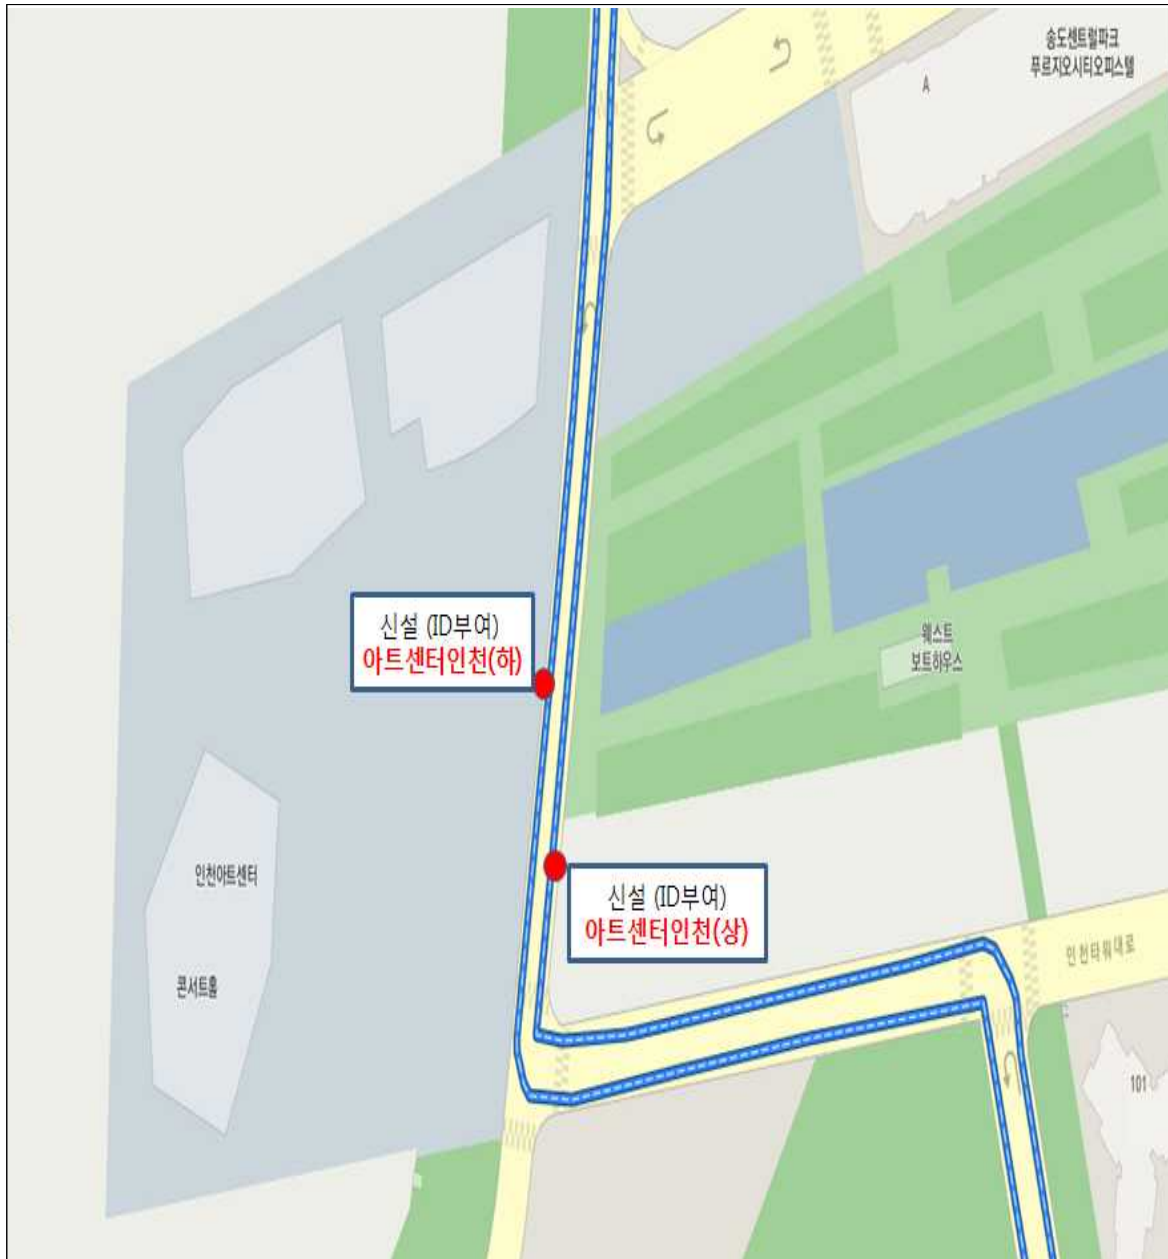 송도센트럴파크
푸르지오시티오피스텔
A
신설 (ID부여)
아트센터인천(하)
웨스트
보트하우스
인천아트센터
콘서트홀
신설 (ID부여)
아트센터인천(상)
인천타워대로
101